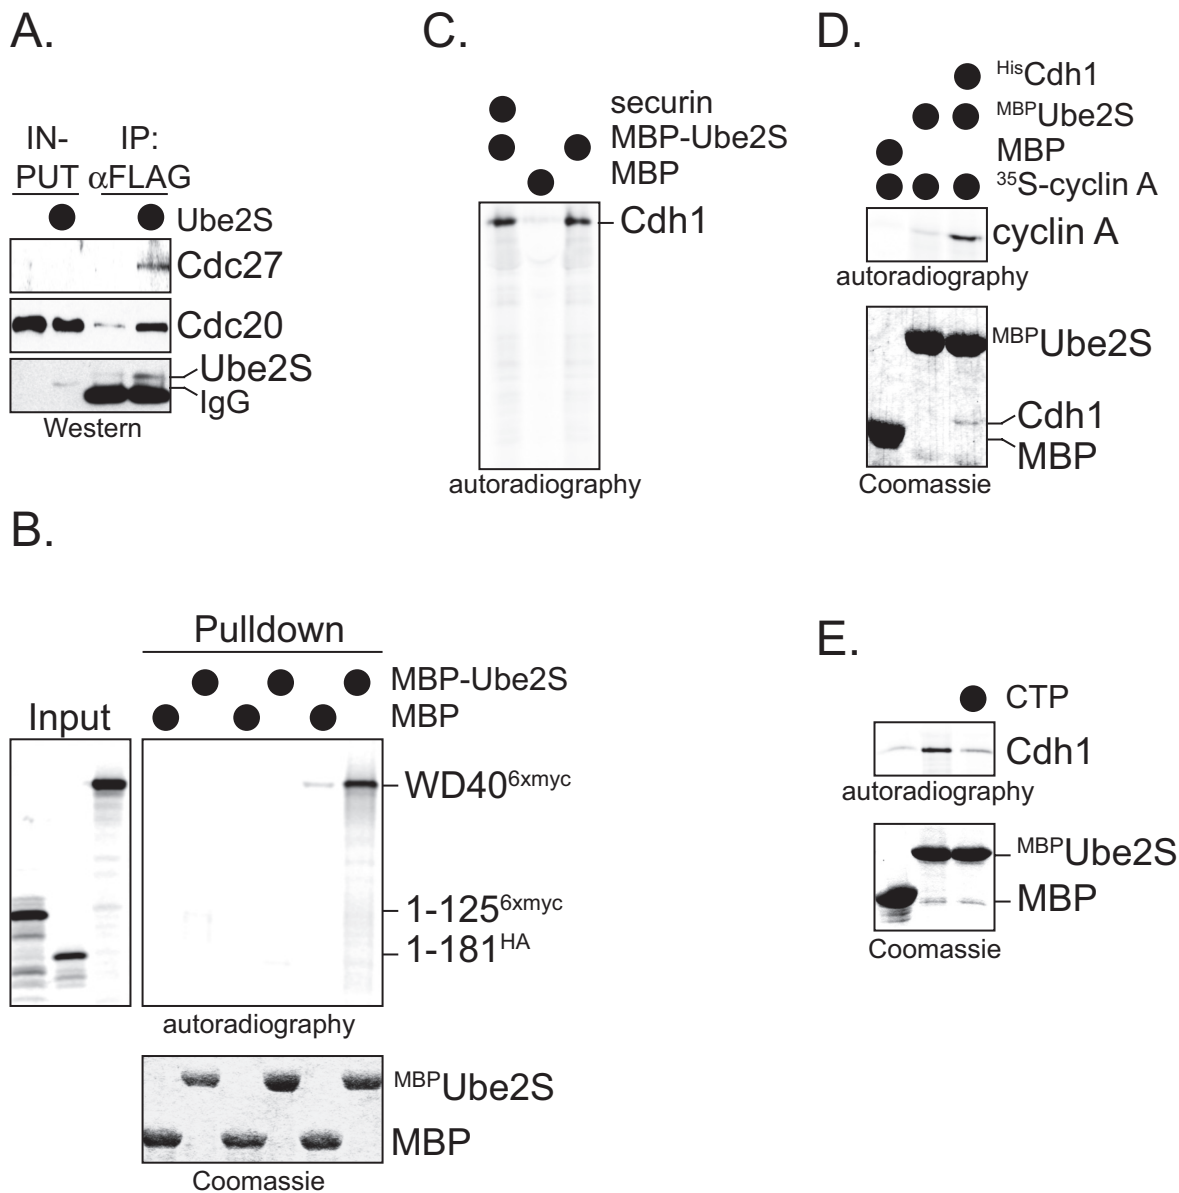 A.
IN-
PUT
IP:
αFLAG
Ube2S
Cdc27
Cdc20
Ube2S
IgG
Western
B.
Pulldown
MBP-Ube2S
MBP
Input
WD40^6xmyc
1-125^6xmyc
1-181^HA
autoradiography
MBPUbe2S
MBP
Coomassie
C.
securin
MBP-Ube2S
MBP
Cdh1
autoradiography
D.
HisCdh1
MBPUbe2S
MBP
35S-cyclin A
cyclin A
autoradiography
MBPUbe2S
Cdh1
MBP
Coomassie
E.
CTP
Cdh1
autoradiography
MBPUbe2S
MBP
Coomassie